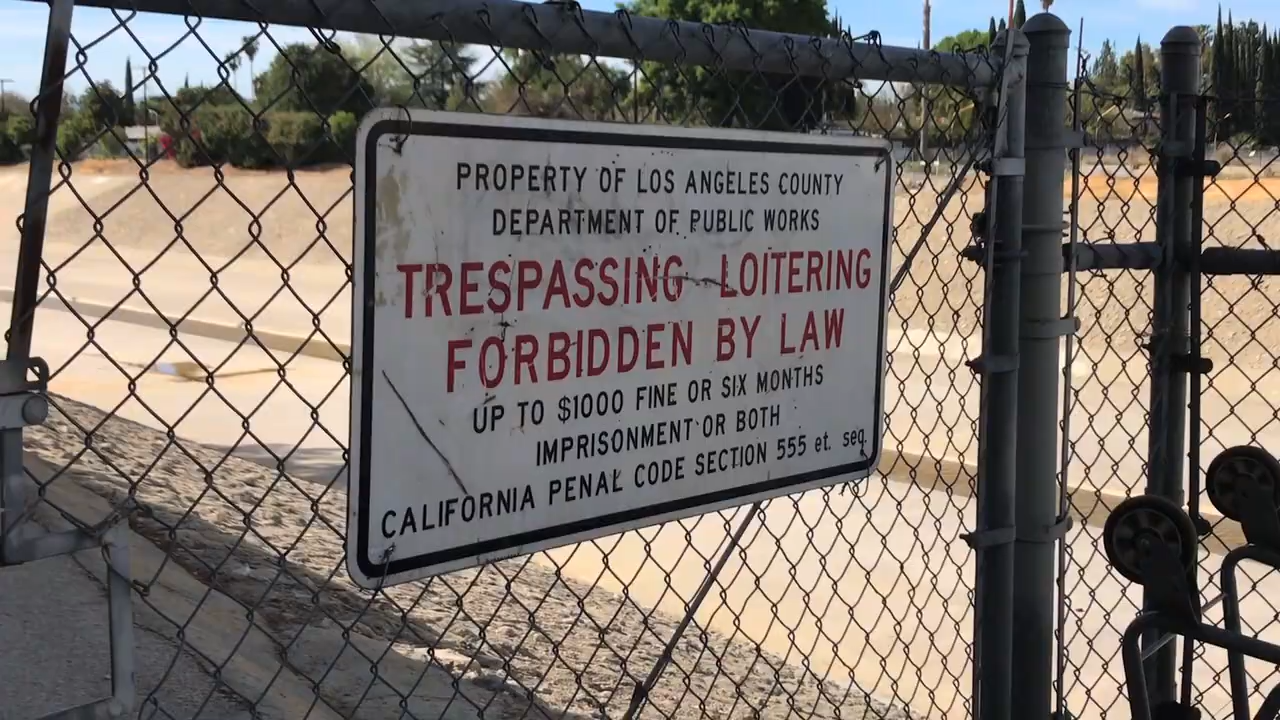 PROPERTY OF LOS ANGELES COUNTY
DEPARTMENT OF PUBLIC WORKS
TRESPASSING LOITERING
FORBIDDEN BY LAW
UP TO $1000 FINE OR SIX MONTHS
IMPRISONMENT OR BOTH
CALIFORNIA PENAL CODE SECTION 555 et. seq.